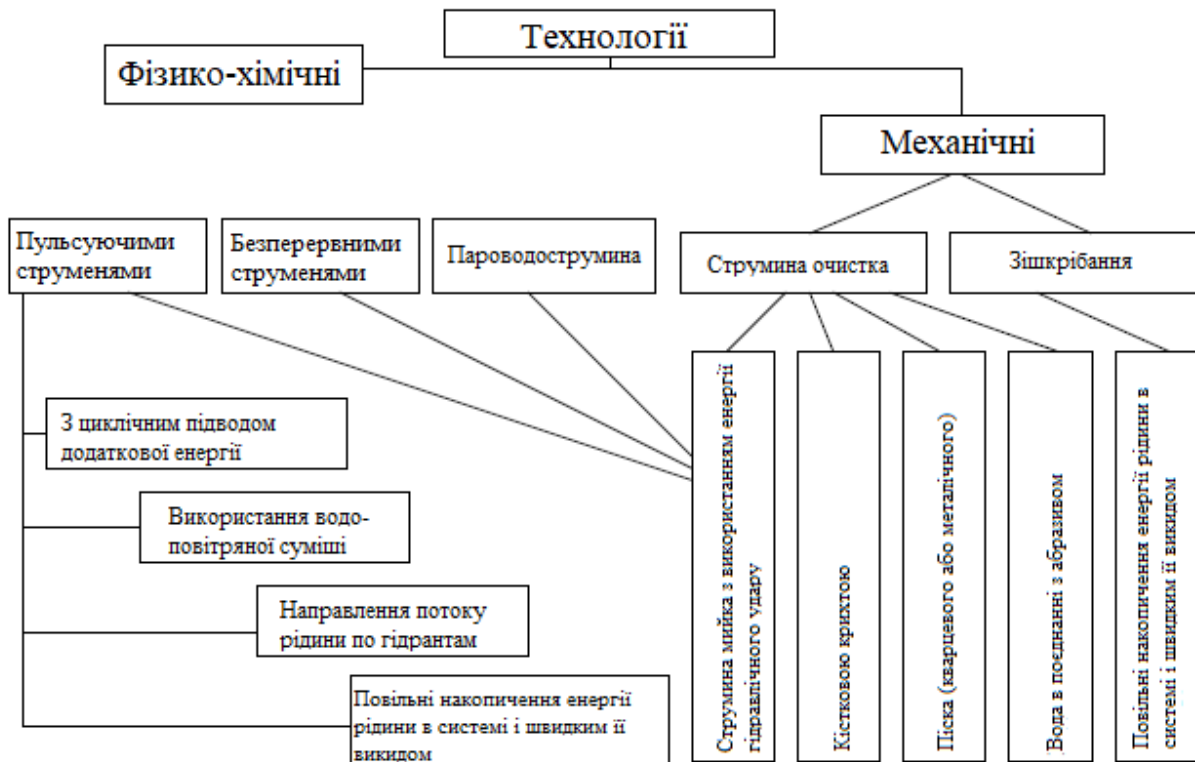 Технології
Фізико-хімічні
Механічні
Пульсуючими
струменями
Безперервними
струменями
Пароводострумина
Струмина очистка
Зішкрібання
З циклічним підводом
додаткової енергії
Використання водо-
повітряної суміші
Направлення потоку
рідини по гідрантам
Повільні накопичення енергії
рідини в системі і швидким її
викидом
Струмина мийка з використанням енергії
гідравлічного удару
Кістковою крихтою
Піска (кварцевого або металічного)
Вода в поєднанні з абразивом
Повільні накопичення енергії рідини в
системі і швидким її викидом